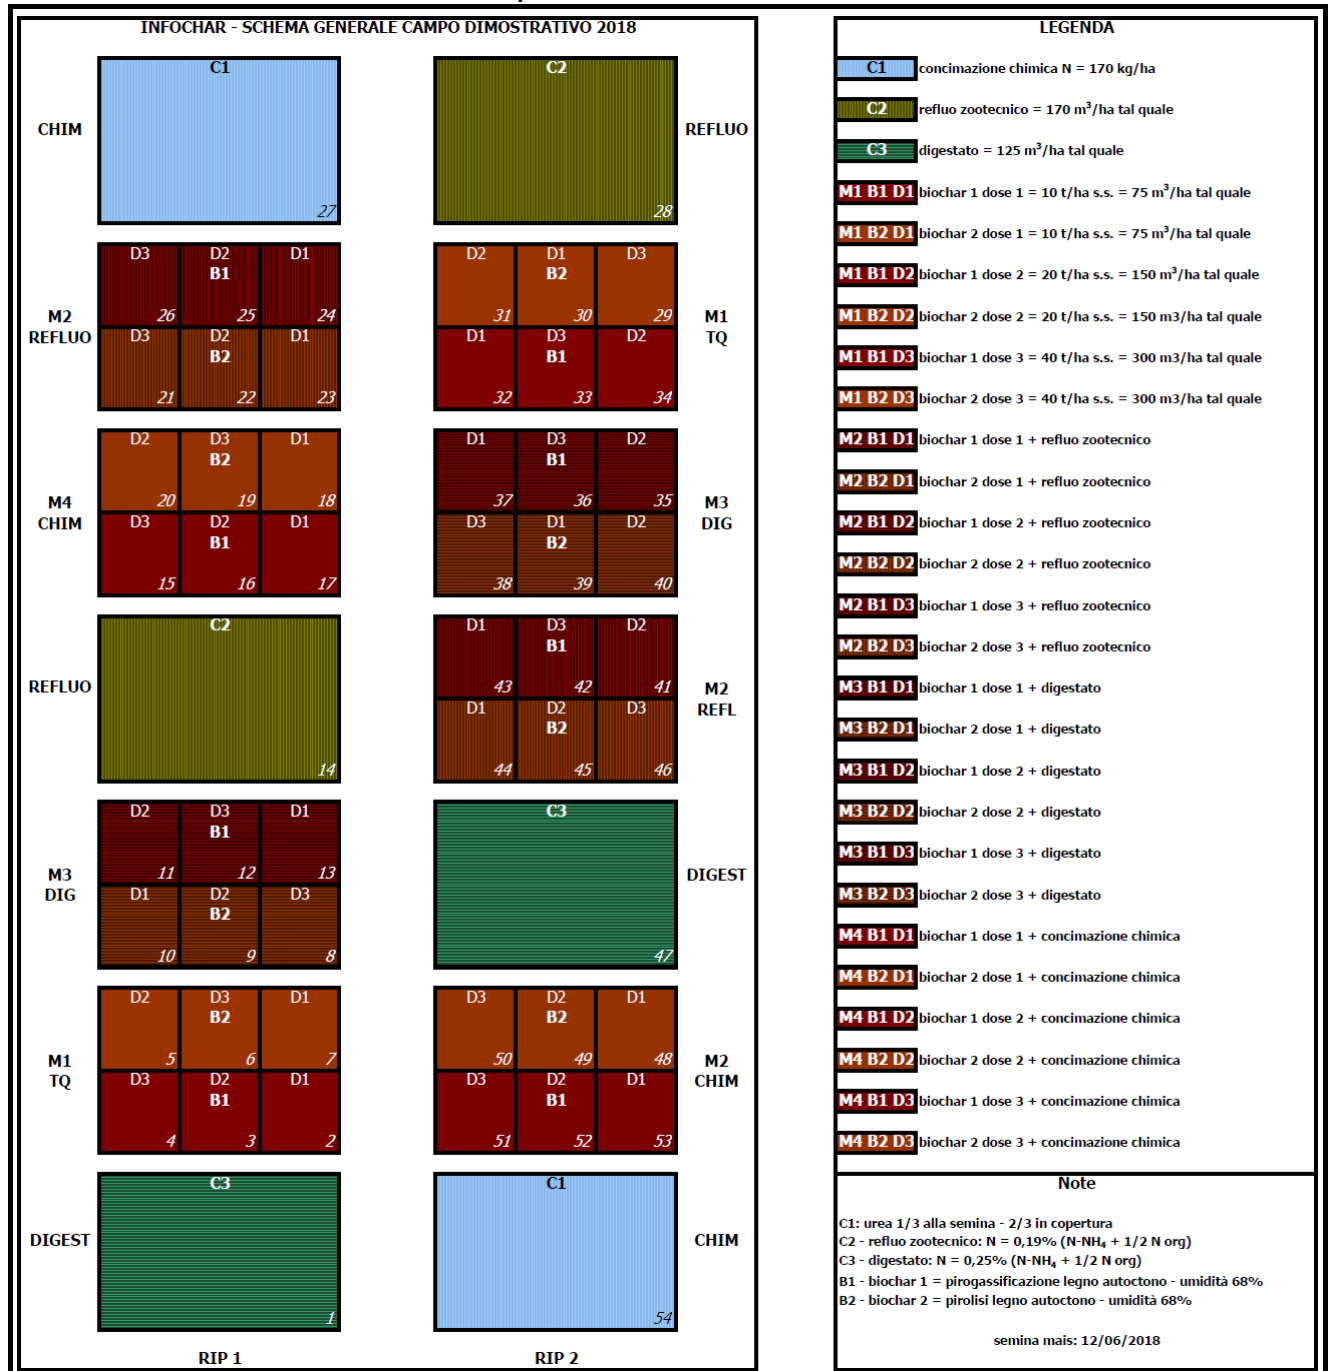 INFOCHAR - SCHEMA GENERALE CAMPO DIMOSTRATIVO 2018
C1
C2
CHIM
REFLUO
27
28
D3 D2 D1
B1
26 25 24
M2
REFLUO
D3 D2 D1
B2
21 22 23
D2 D1 D3
B2
31 30 29
M1
TQ
D1 D3 D2
B1
32 33 34
D2 D3 D1
B2
20 19 18
M4
CHIM
D3 D2 D1
B1
15 16 17
D1 D3 D2
B1
37 36 35
M3
DIG
D3 D1 D2
B2
38 39 40
C2
REFLUO
14
D1 D3 D2
B1
43 42 41
M2
REFL
D1 D2 D3
B2
44 45 46
D2 D3 D1
B1
11 12 13
M3
DIG
D1 D2 D3
B2
10 9 8
C3
DIGEST
47
D2 D3 D1
B2
5 6 7
M1
TQ
D3 D2 D1
B1
4 3 2
D3 D2 D1
B2
50 49 48
M2
CHIM
D3 D2 D1
B1
51 52 53
C3
DIGEST
1
C1
CHIM
54
RIP 1
RIP 2
LEGENDA
C1 concimazione chimica N = 170 kg/ha
C2 refluo zootecnico = 170 m³/ha tal quale
C3 digestato = 125 m³/ha tal quale
M1 B1 D1 biochar 1 dose 1 = 10 t/ha s.s. = 75 m³/ha tal quale
M1 B2 D1 biochar 2 dose 1 = 10 t/ha s.s. = 75 m³/ha tal quale
M1 B1 D2 biochar 1 dose 2 = 20 t/ha s.s. = 150 m³/ha tal quale
M1 B2 D2 biochar 2 dose 2 = 20 t/ha s.s. = 150 m3/ha tal quale
M1 B1 D3 biochar 1 dose 3 = 40 t/ha s.s. = 300 m3/ha tal quale
M1 B2 D3 biochar 2 dose 3 = 40 t/ha s.s. = 300 m3/ha tal quale
M2 B1 D1 biochar 1 dose 1 + refluo zootecnico
M2 B2 D1 biochar 2 dose 1 + refluo zootecnico
M2 B1 D2 biochar 1 dose 2 + refluo zootecnico
M2 B2 D2 biochar 2 dose 2 + refluo zootecnico
M2 B1 D3 biochar 1 dose 3 + refluo zootecnico
M2 B2 D3 biochar 2 dose 3 + refluo zootecnico
M3 B1 D1 biochar 1 dose 1 + digestato
M3 B2 D1 biochar 2 dose 1 + digestato
M3 B1 D2 biochar 1 dose 2 + digestato
M3 B2 D2 biochar 2 dose 2 + digestato
M3 B1 D3 biochar 1 dose 3 + digestato
M3 B2 D3 biochar 2 dose 3 + digestato
M4 B1 D1 biochar 1 dose 1 + concimazione chimica
M4 B2 D1 biochar 2 dose 1 + concimazione chimica
M4 B1 D2 biochar 1 dose 2 + concimazione chimica
M4 B2 D2 biochar 2 dose 2 + concimazione chimica
M4 B1 D3 biochar 1 dose 3 + concimazione chimica
M4 B2 D3 biochar 2 dose 3 + concimazione chimica
Note
C1: urea 1/3 alla semina - 2/3 in copertura
C2 - refluo zootecnico: N = 0,19% (N-NH₄ + 1/2 N org)
C3 - digestato: N = 0,25% (N-NH₄ + 1/2 N org)
B1 - biochar 1 = pirogassificazione legno autoctono - umidità 68%
B2 - biochar 2 = pirolisi legno autoctono - umidità 68%
semina mais: 12/06/2018